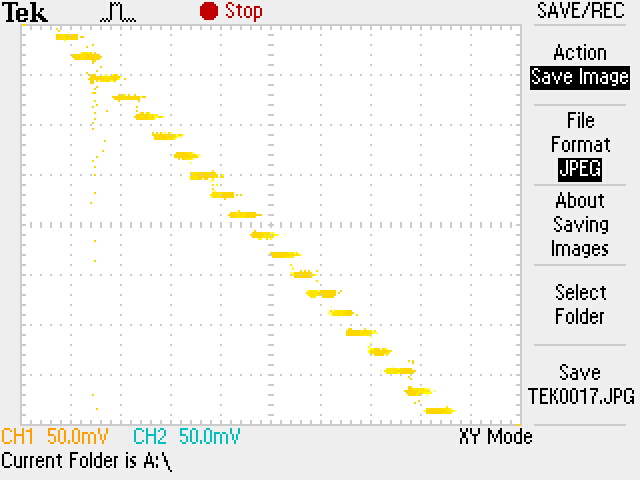 Tek Stop SAVE/REC
Action
Save Image
File
Format
JPEG
About
Saving
Images
Select
Folder
Save
TEK0017.JPG
CH1 50.0mV CH2 50.0mV XY Mode
Current Folder is A:\